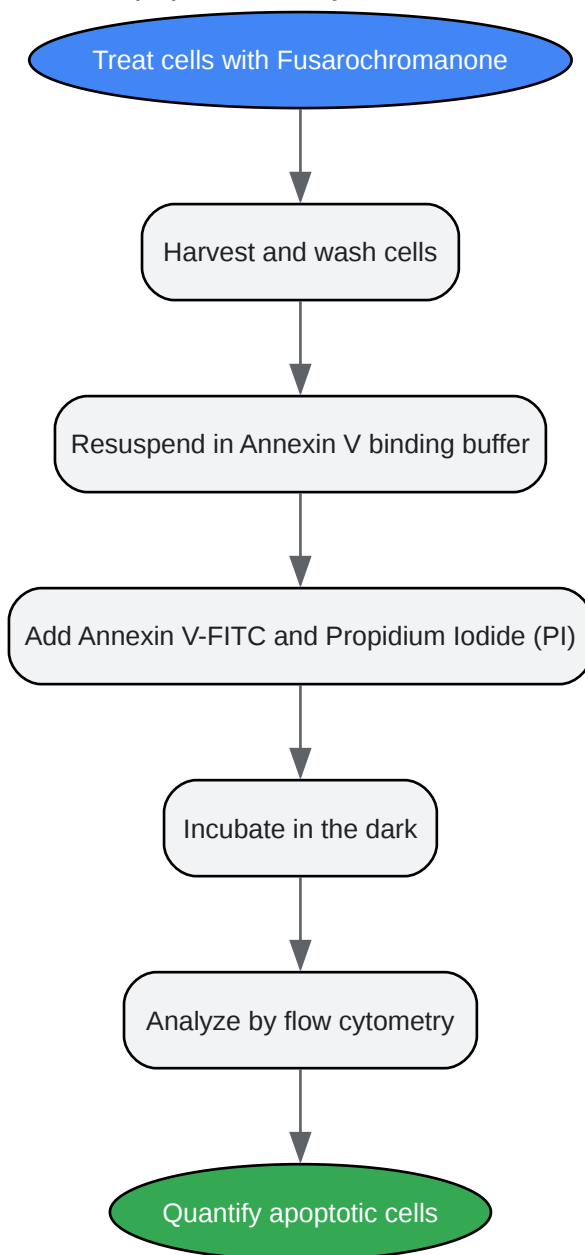 Treat cells with Fusarochromanone
Harvest and wash cells
Resuspend in Annexin V binding buffer
Add Annexin V-FITC and Propidium Iodide (PI)
Incubate in the dark
Analyze by flow cytometry
Quantify apoptotic cells